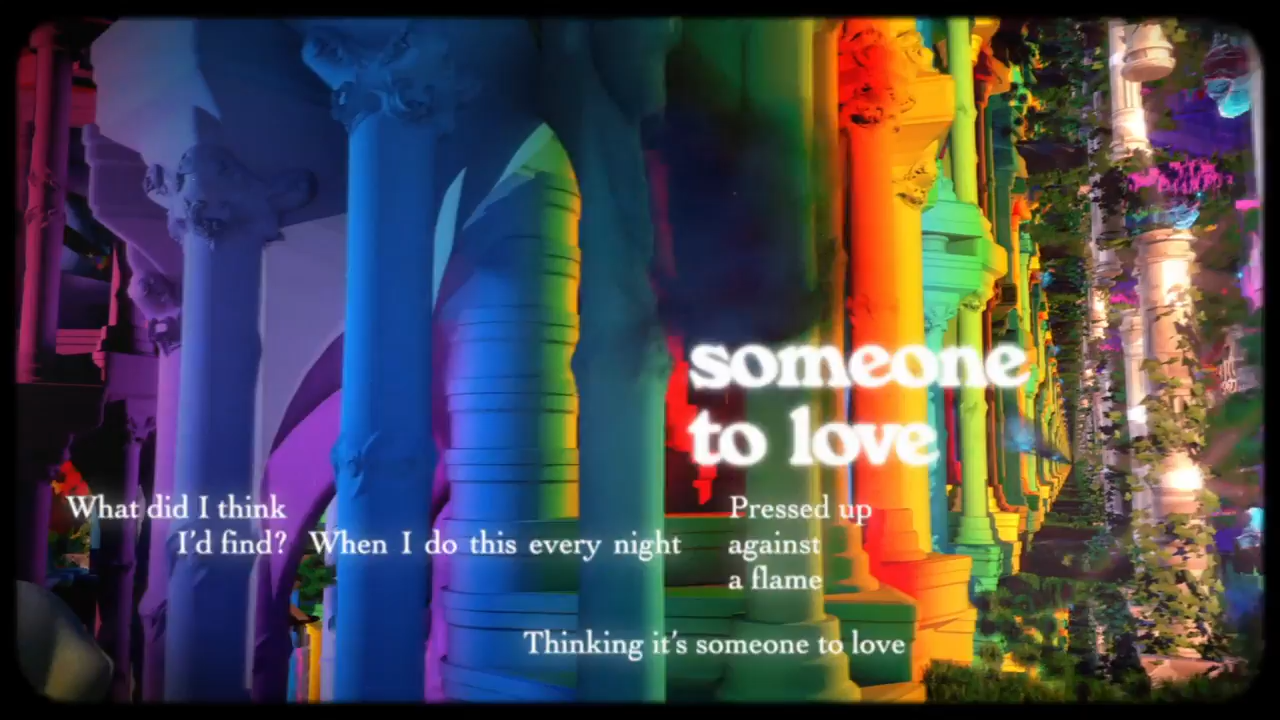 someone
to love
What did I think
I'd find?
When I do this every night
Pressed up
against
a flame
Thinking it's someone to love